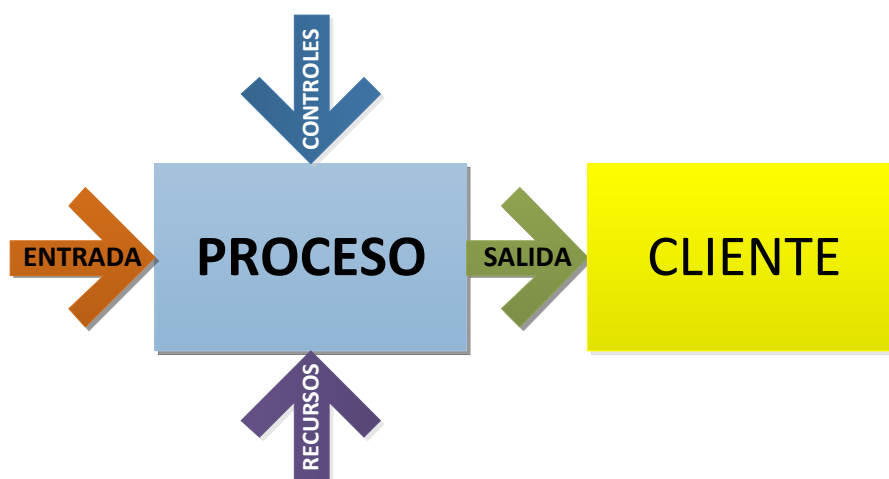 CONTROLES
ENTRADA
PROCESO
SALIDA
CLIENTE
RECURSOS